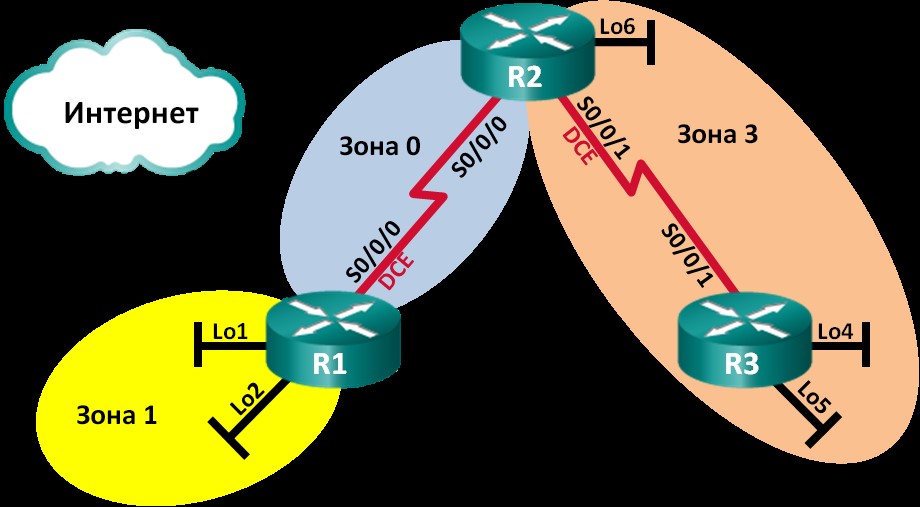 Интернет
R2
Lo6
Зона 0
S0/0/0
S0/0/1
DCE
Зона 3
S0/0/0
DCE
S0/0/1
Lo1
R1
Lo2
Зона 1
R3
Lo4
Lo5